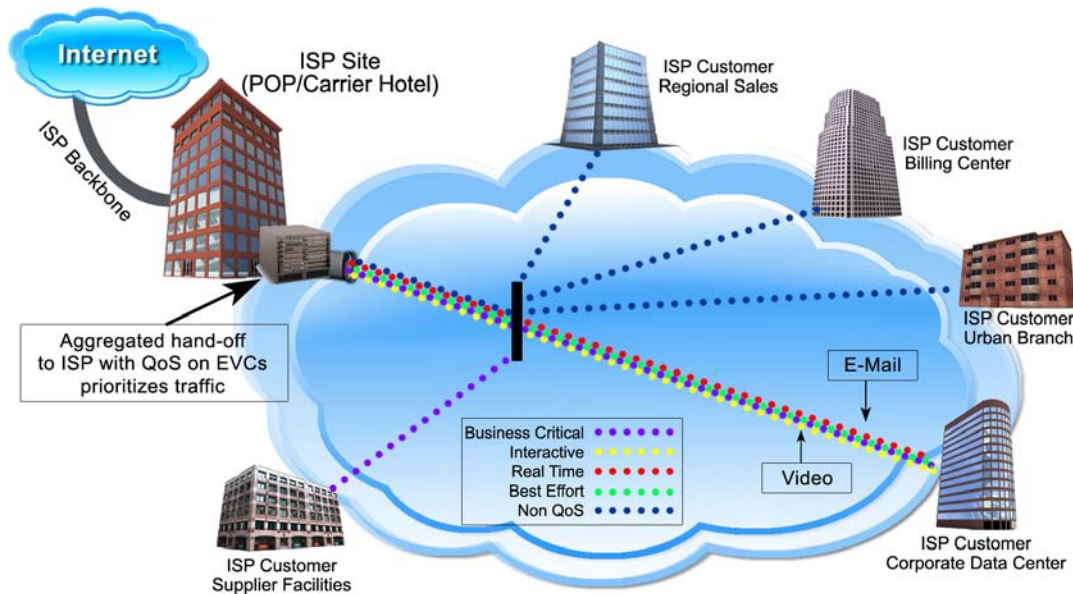 Internet
ISP Backbone
ISP Site
(POP/Carrier Hotel)
ISP Customer
Regional Sales
ISP Customer
Billing Center
ISP Customer
Urban Branch
Aggregated hand-off
to ISP with QoS on EVCs
prioritizes traffic
E-Mail
Video
Business Critical
Interactive
Real Time
Best Effort
Non QoS
ISP Customer
Supplier Facilities
ISP Customer
Corporate Data Center